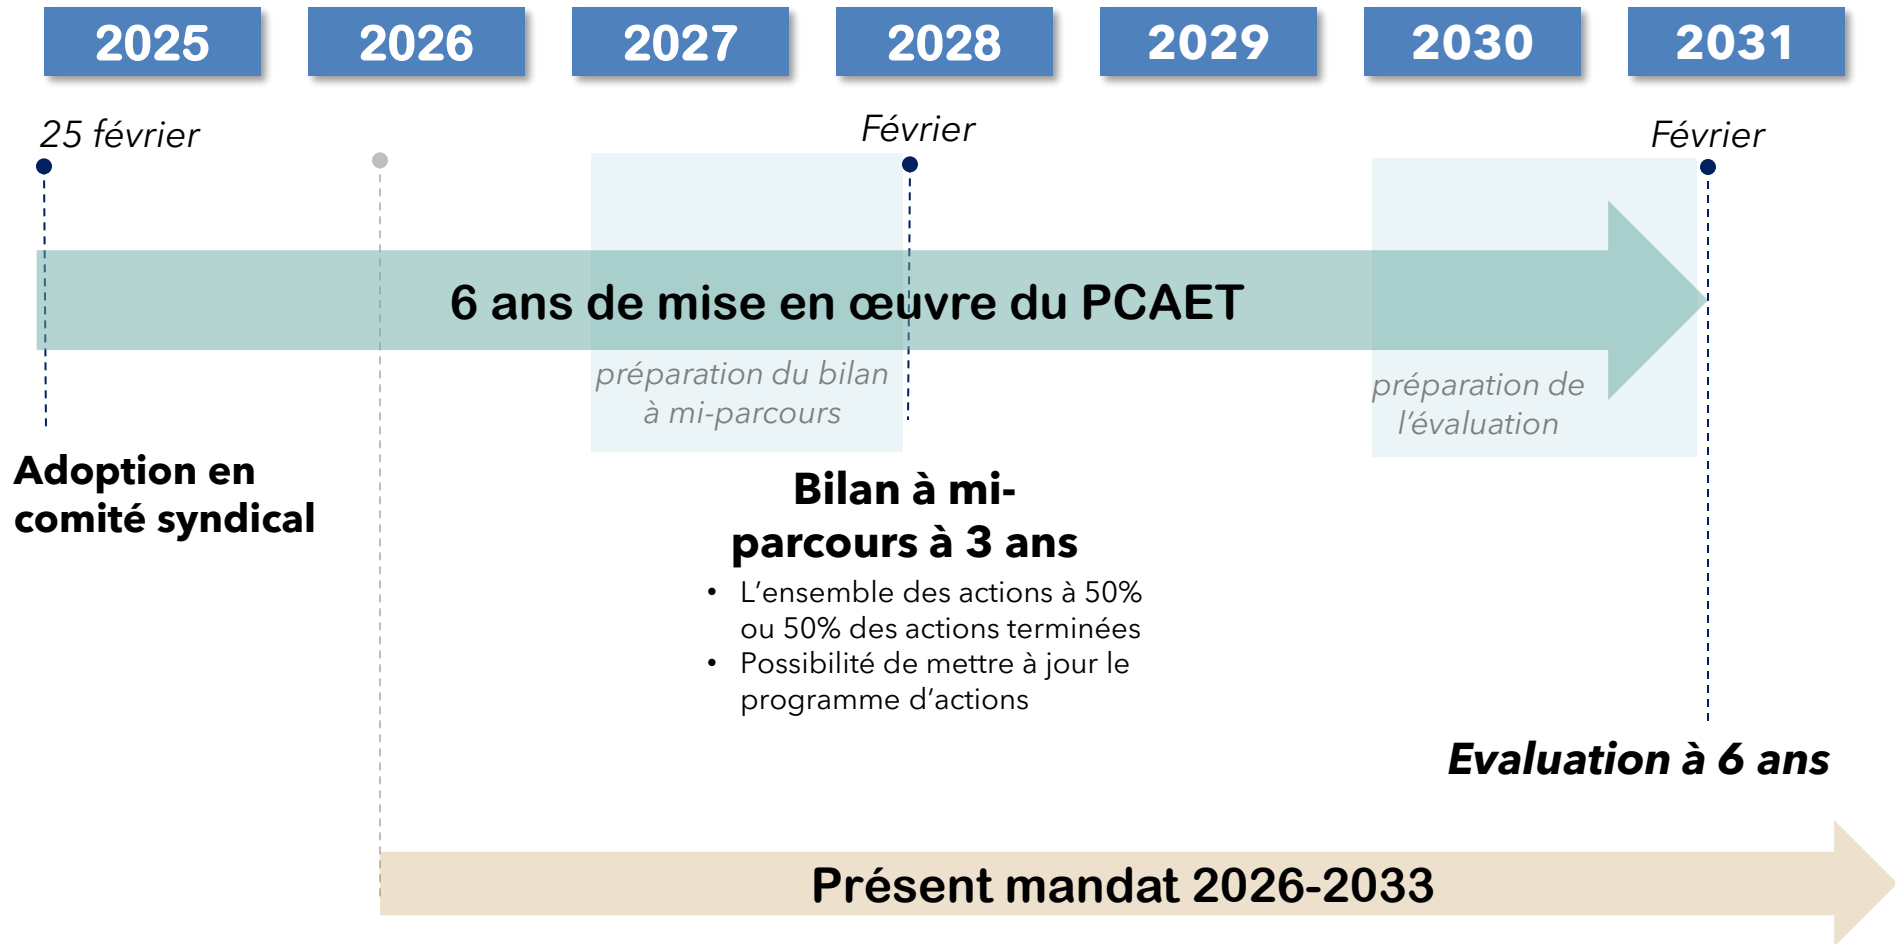 2025
2026
2027
2028
2029
2030
2031
25 février
Février
Février
6 ans de mise en œuvre du PCAET
préparation du bilan
à mi-parcours
préparation de
l’évaluation
Adoption en
comité syndical
Bilan à mi-
parcours à 3 ans
• L’ensemble des actions à 50%
ou 50% des actions terminées
• Possibilité de mettre à jour le
programme d’actions
Evaluation à 6 ans
Présent mandat 2026-2033